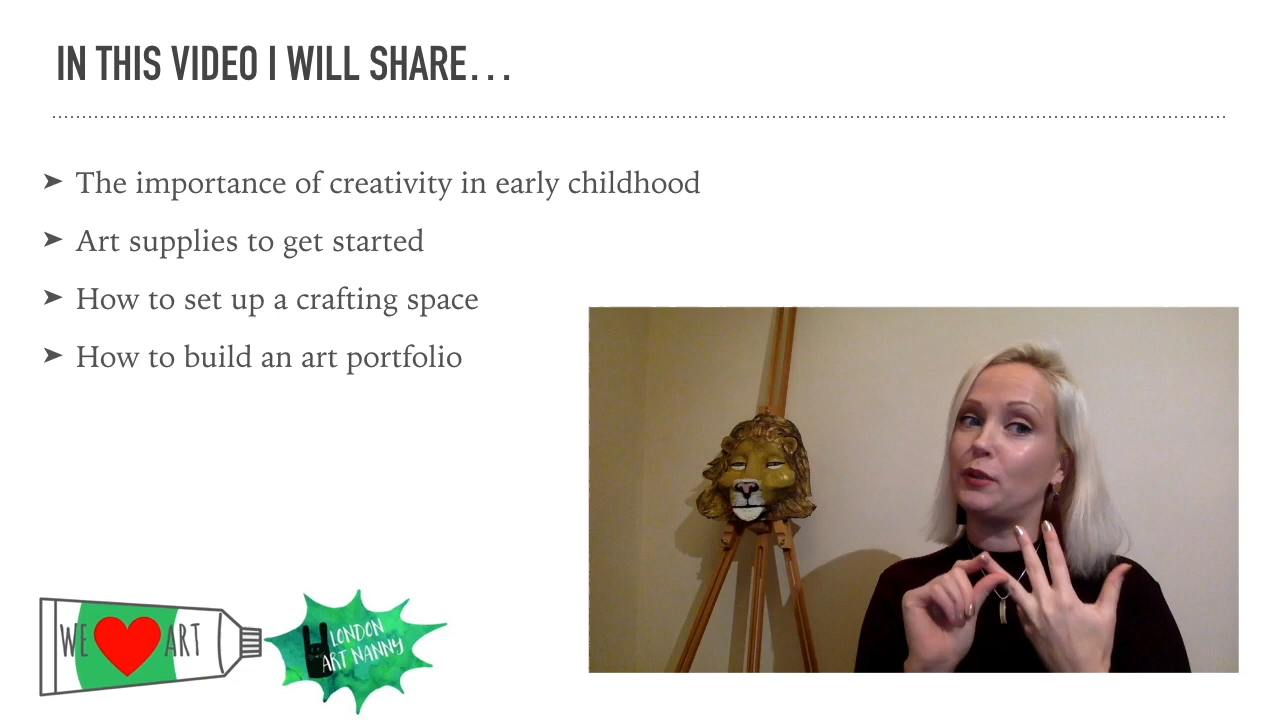 IN THIS VIDEO I WILL SHARE...
➤ The importance of creativity in early childhood
➤ Art supplies to get started
➤ How to set up a crafting space
➤ How to build an art portfolio
WE ART
LONDON
ART NANNY